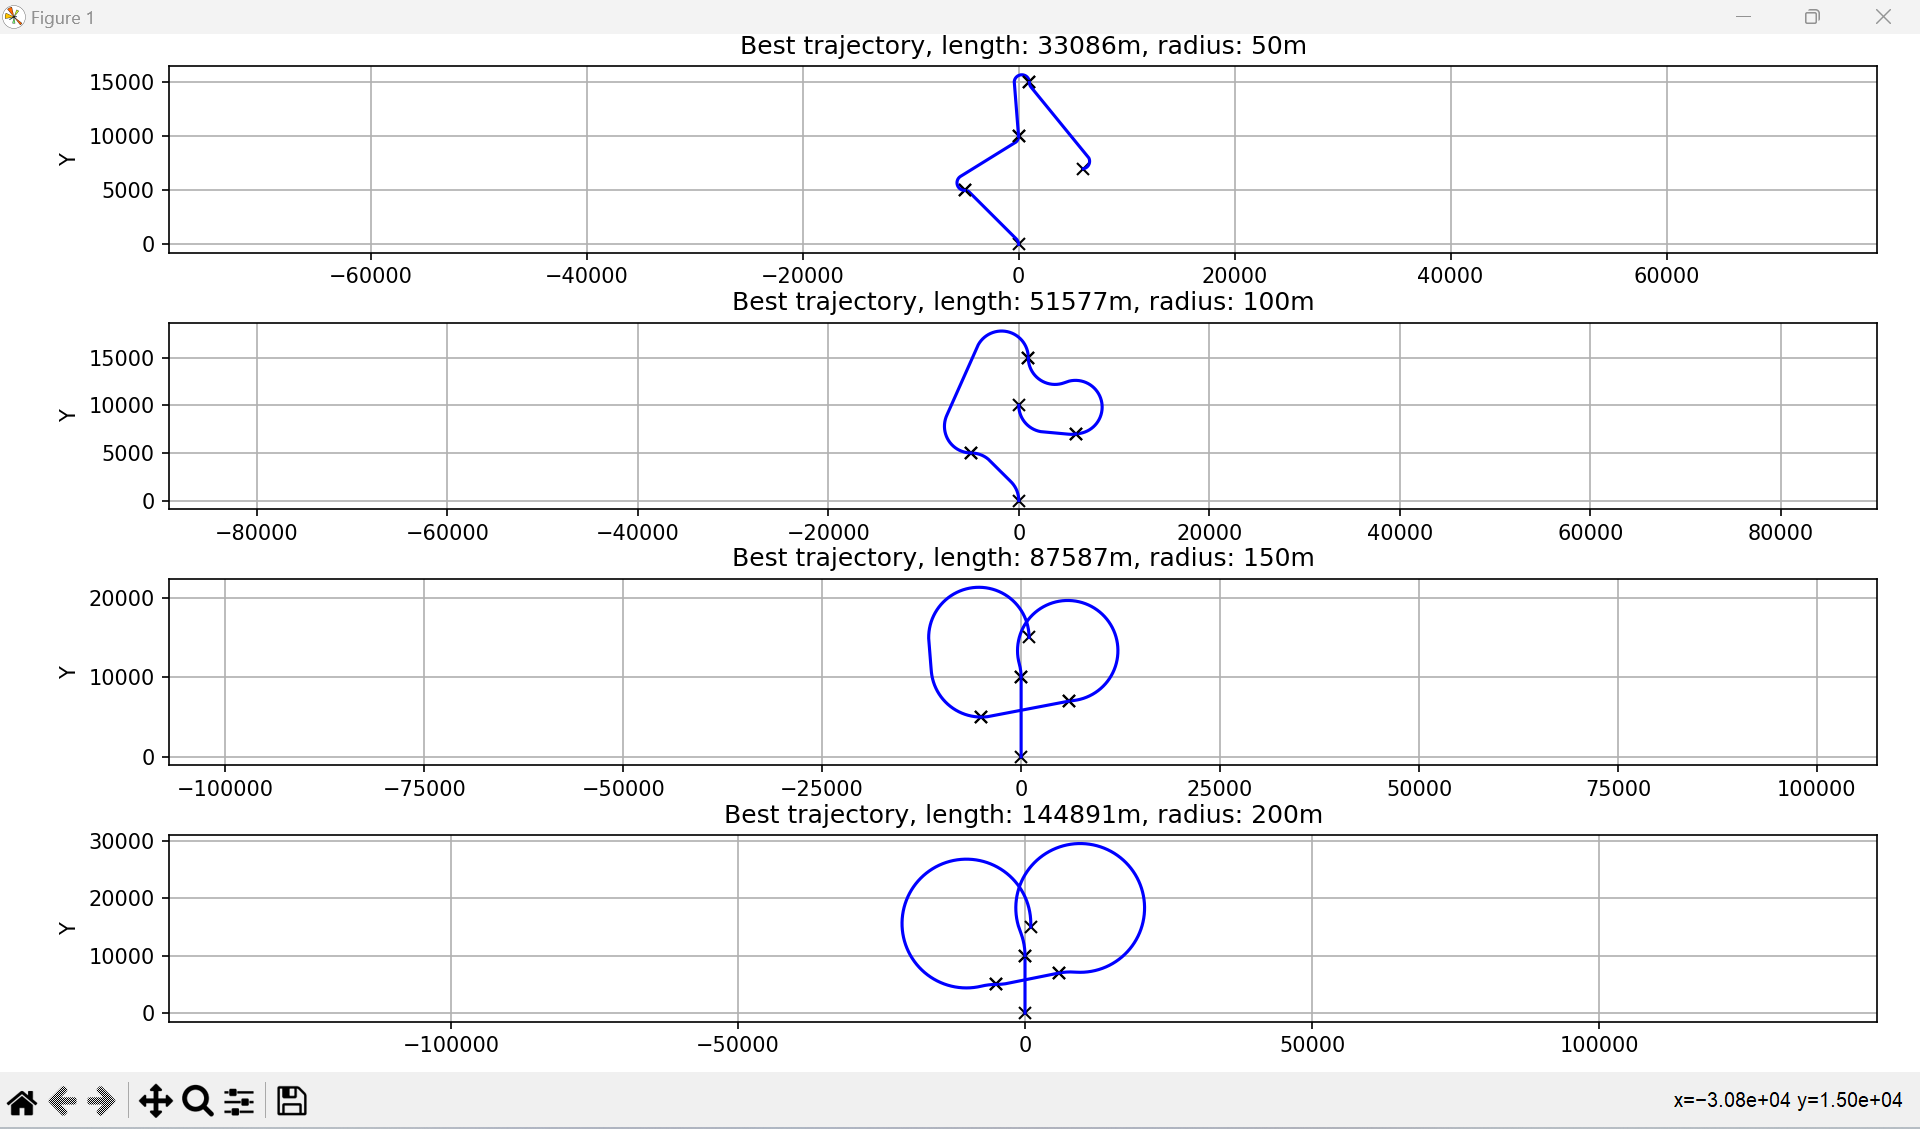 Figure 1
Best trajectory, length: 33086m, radius: 50m
15000
10000
5000
0
Y
−60000 −40000 −20000 0 20000 40000 60000
Best trajectory, length: 51577m, radius: 100m
15000
10000
5000
0
Y
−80000 −60000 −40000 −20000 0 20000 40000 60000 80000
Best trajectory, length: 87587m, radius: 150m
20000
10000
0
Y
−100000 −75000 −50000 −25000 0 25000 50000 75000 100000
Best trajectory, length: 144891m, radius: 200m
30000
20000
10000
0
Y
−100000 −50000 0 50000 100000
x=−3.08e+04 y=1.50e+04